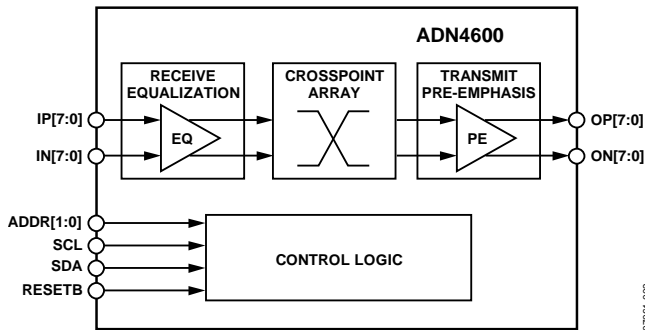 ADN4600
RECEIVE
EQUALIZATION
CROSSPOINT
ARRAY
TRANSMIT
PRE-EMPHASIS
IP[7:0]
IN[7:0]
EQ
PE
OP[7:0]
ON[7:0]
ADDR[1:0]
SCL
SDA
RESETB
CONTROL LOGIC